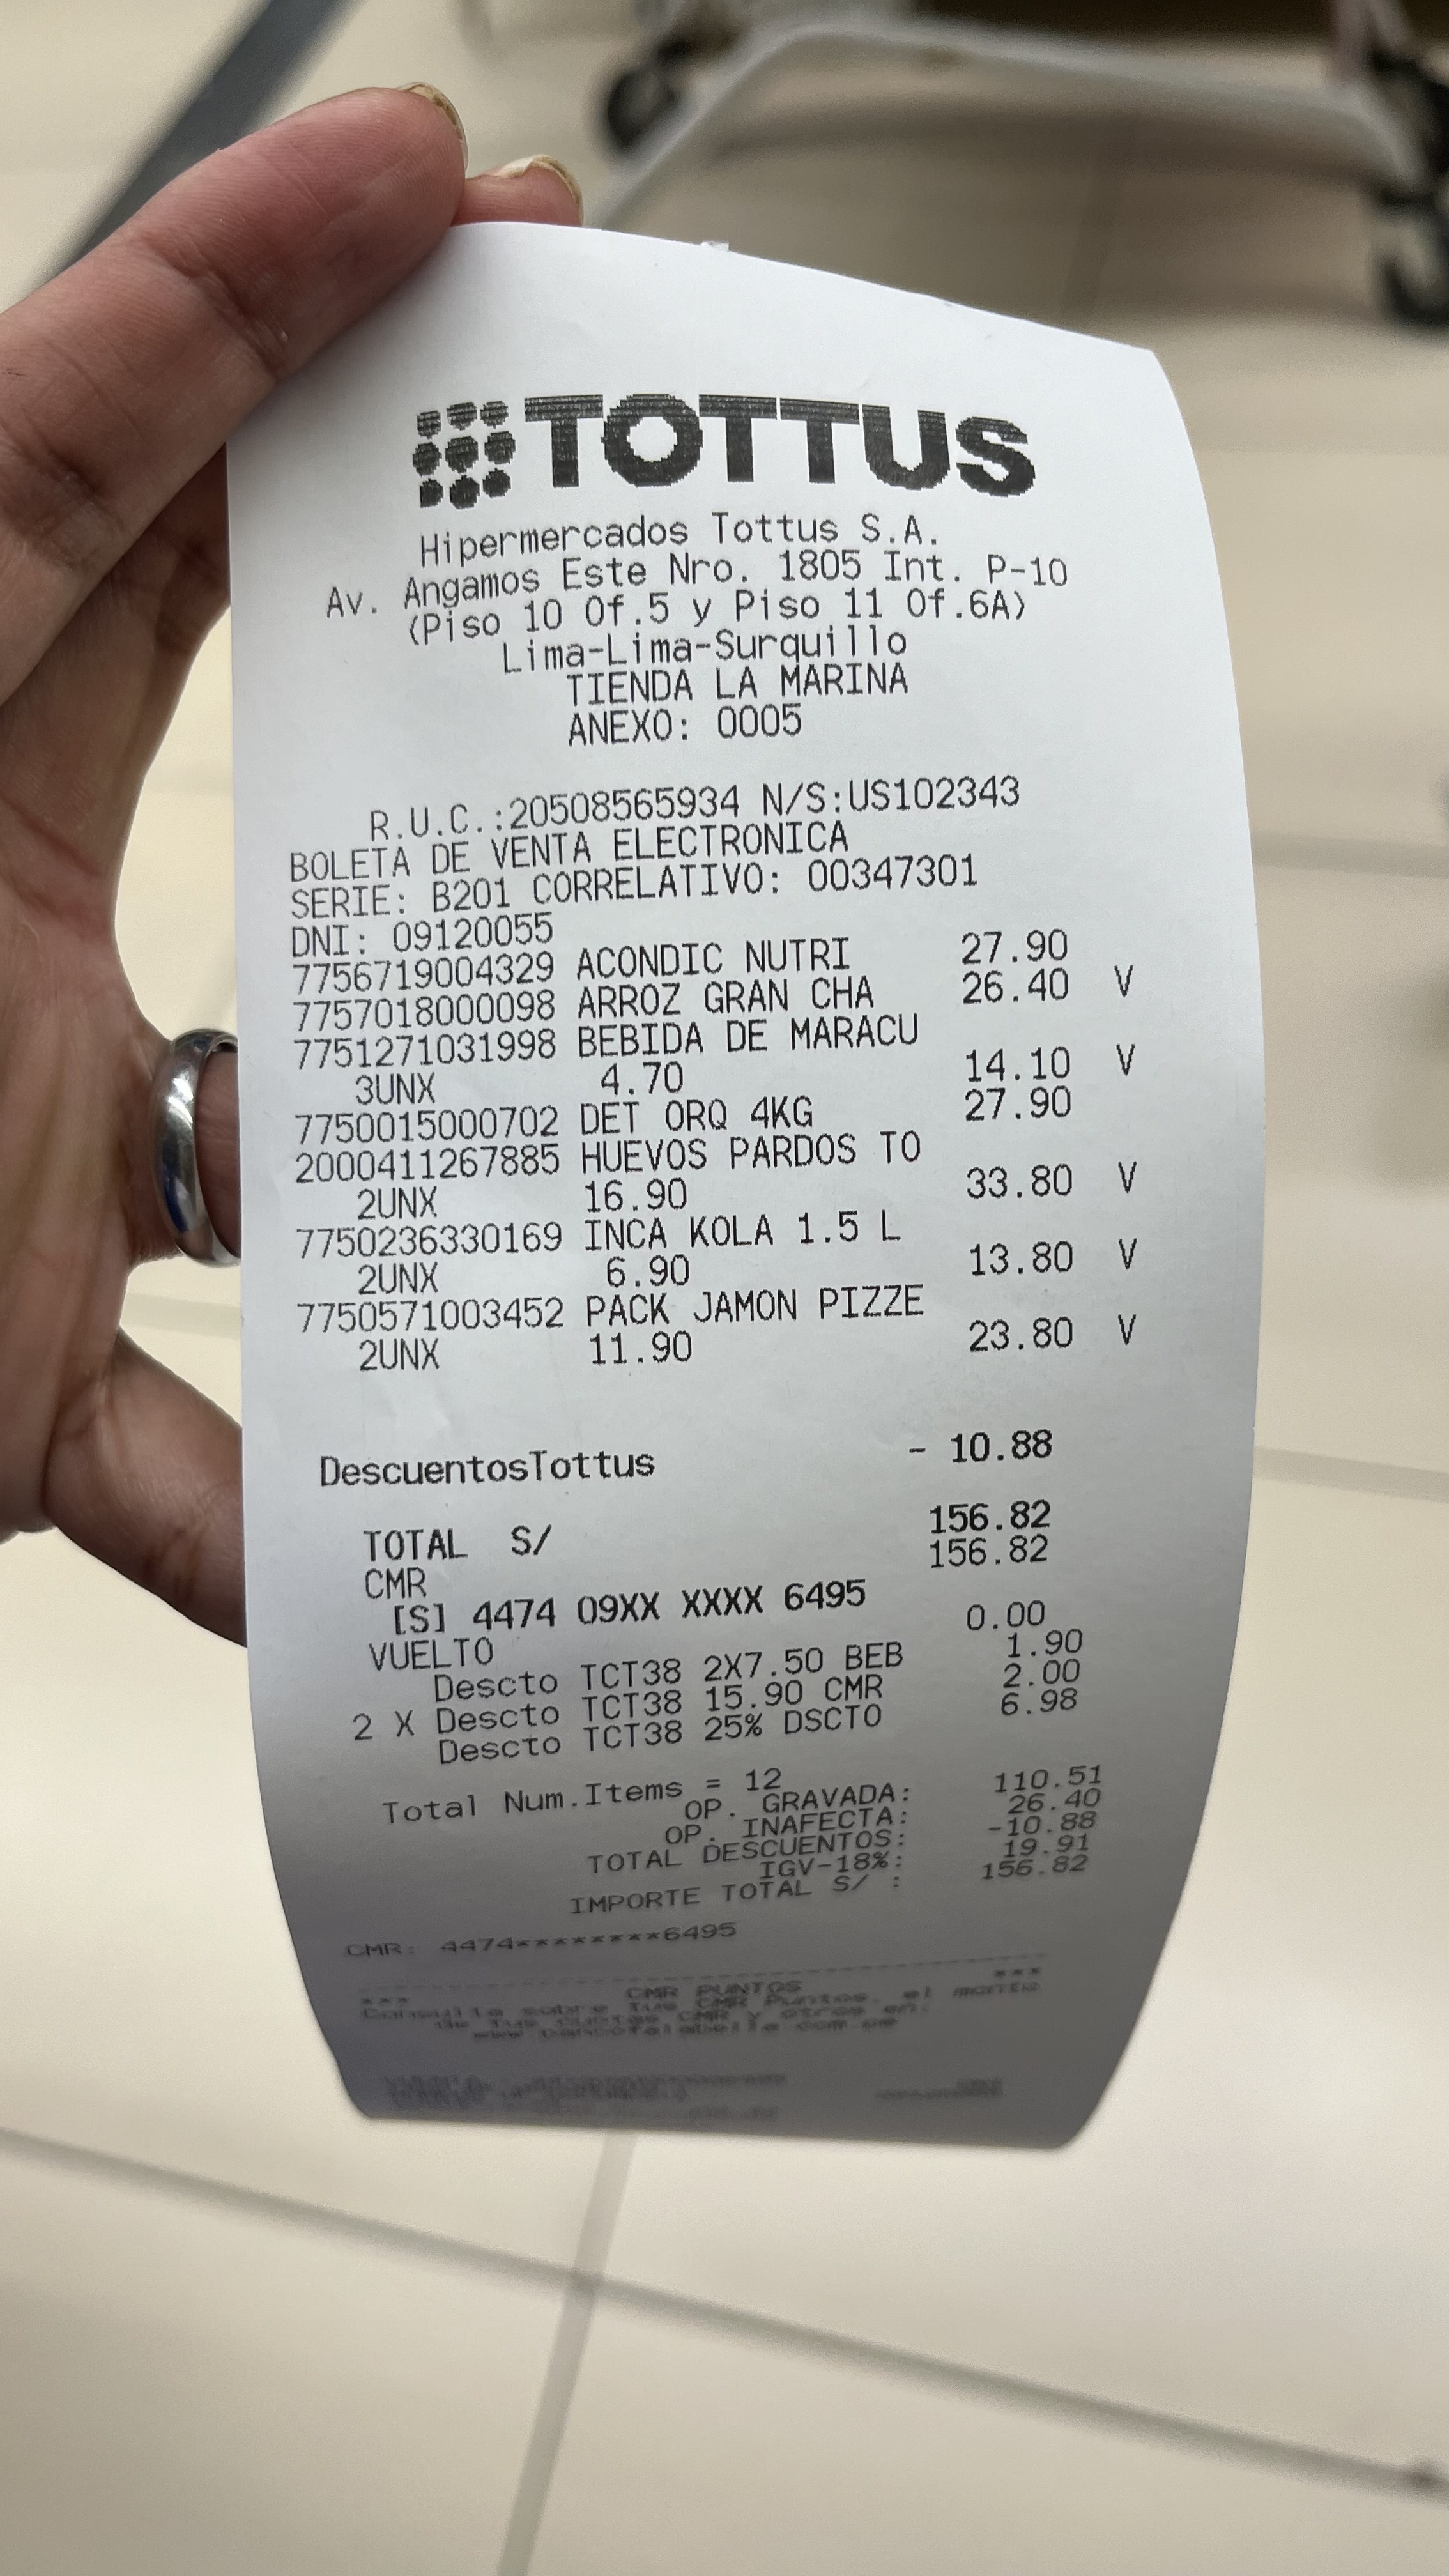 TOTTUS
Hipermercados Tottus S.A.
Av. Angamos Este Nro. 1805 Int. P-10
(Piso 10 Of.5 y Piso 11 Of.6A)
Lima-Lima-Surquillo
TIENDA LA MARINA
ANEXO: 0005
R.U.C.:20508565934 N/S:US102343
BOLETA DE VENTA ELECTRONICA
SERIE: B201 CORRELATIVO: 00347301
DNI: 09120055
7756719004329 ACONDIC NUTRI 27.90
7757018000098 ARROZ GRAN CHA 26.40 V
7751271031998 BEBIDA DE MARACU
3UNX 4.70 14.10 V
7750015000702 DET ORQ 4KG 27.90
2000411267885 HUEVOS PARDOS TO
2UNX 16.90 33.80 V
7750236330169 INCA KOLA 1.5 L
2UNX 6.90 13.80 V
7750571003452 PACK JAMON PIZZE
2UNX 11.90 23.80 V
DescuentosTottus - 10.88
TOTAL S/ 156.82
CMR 156.82
[S] 4474 09XX XXXX 6495
VUELTO 0.00
Descto TCT38 2X7.50 BEB 1.90
2 X Descto TCT38 15.90 CMR 2.00
Descto TCT38 25% DSCTO 6.98
Total Num.Items = 12
OP. GRAVADA: 110.51
OP. INAFECTA: 26.40
TOTAL DESCUENTOS: -10.88
IGV-18%: 19.91
IMPORTE TOTAL S/ : 156.82
CMR: 4474********6495
*** CMR PUNTOS ***
Consulta sobre tus CMR Puntos, el monto
de tus cuotas CMR y otros en:
www.bancofalabella.com.pe